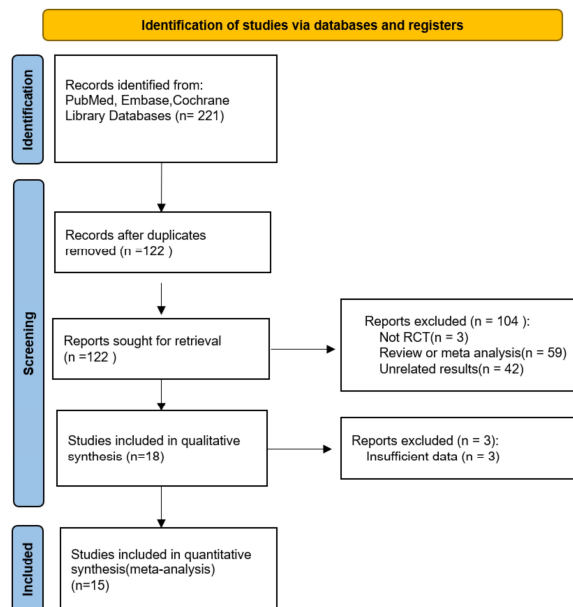 Identification of studies via databases and registers
Identification
Records identified from:
PubMed, Embase,Cochrane
Library Databases (n= 221)
Screening
Records after duplicates
removed (n =122 )
Reports sought for retrieval
(n =122 )
Reports excluded (n = 104 ):
Not RCT(n = 3)
Review or meta analysis(n = 59)
Unrelated results(n = 42)
Studies included in qualitative
synthesis (n=18)
Reports excluded (n = 3):
Insufficient data (n = 3)
Included
Studies included in quantitative
synthesis(meta-analysis)
(n=15)